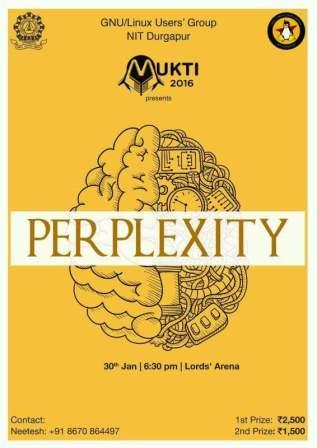 GNU/Linux Users' Group
NIT Durgapur
MUKTI
2016
presents
PERPLEXITY
30th Jan | 6:30 pm | Lords' Arena
Contact:
Neetesh: +91 8670 864497
1st Prize: ₹2,500
2nd Prize: ₹1,500